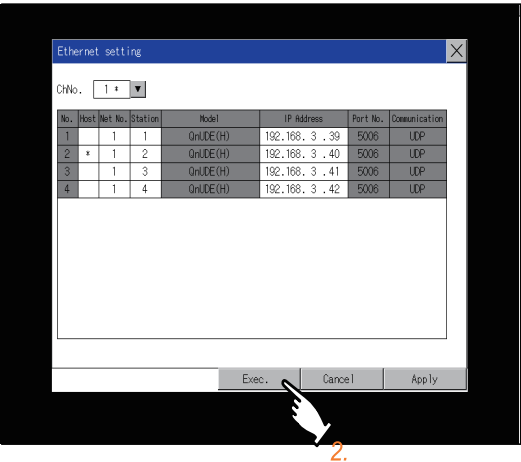 Ethernet setting
ChNo. 1 *
No. Host Net No. Station Model IP Address Port No. Communication
1 1 1 QnUDE(H) 192.168. 3 .39 5006 UDP
2 * 1 2 QnUDE(H) 192.168. 3 .40 5006 UDP
3 1 3 QnUDE(H) 192.168. 3 .41 5006 UDP
4 1 4 QnUDE(H) 192.168. 3 .42 5006 UDP
Exec. Cancel Apply
2.